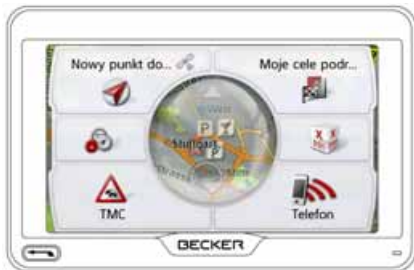 Nowy punkt do...
Moje cele podr...
P
Stuttgart
P
TMC
Telefon
BECKER